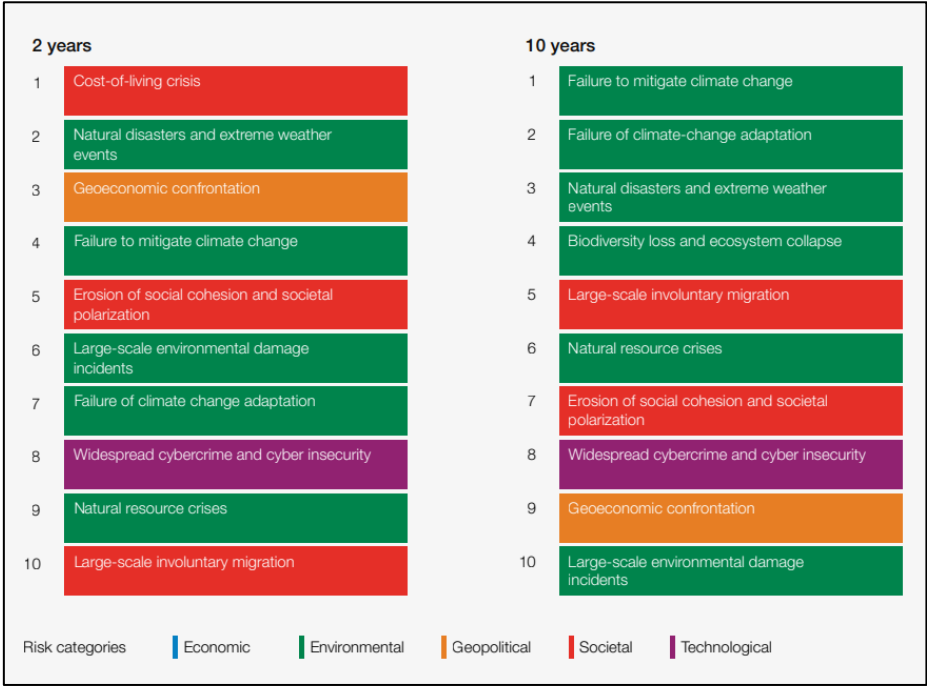 2 years
1
Cost-of-living crisis
2
Natural disasters and extreme weather
events
3
Geoeconomic confrontation
4
Failure to mitigate climate change
5
Erosion of social cohesion and societal
polarization
6
Large-scale environmental damage
incidents
7
Failure of climate change adaptation
8
Widespread cybercrime and cyber insecurity
9
Natural resource crises
10
Large-scale involuntary migration
10 years
1
Failure to mitigate climate change
2
Failure of climate-change adaptation
3
Natural disasters and extreme weather
events
4
Biodiversity loss and ecosystem collapse
5
Large-scale involuntary migration
6
Natural resource crises
7
Erosion of social cohesion and societal
polarization
8
Widespread cybercrime and cyber insecurity
9
Geoeconomic confrontation
10
Large-scale environmental damage
incidents
Risk categories
Economic
Environmental
Geopolitical
Societal
Technological